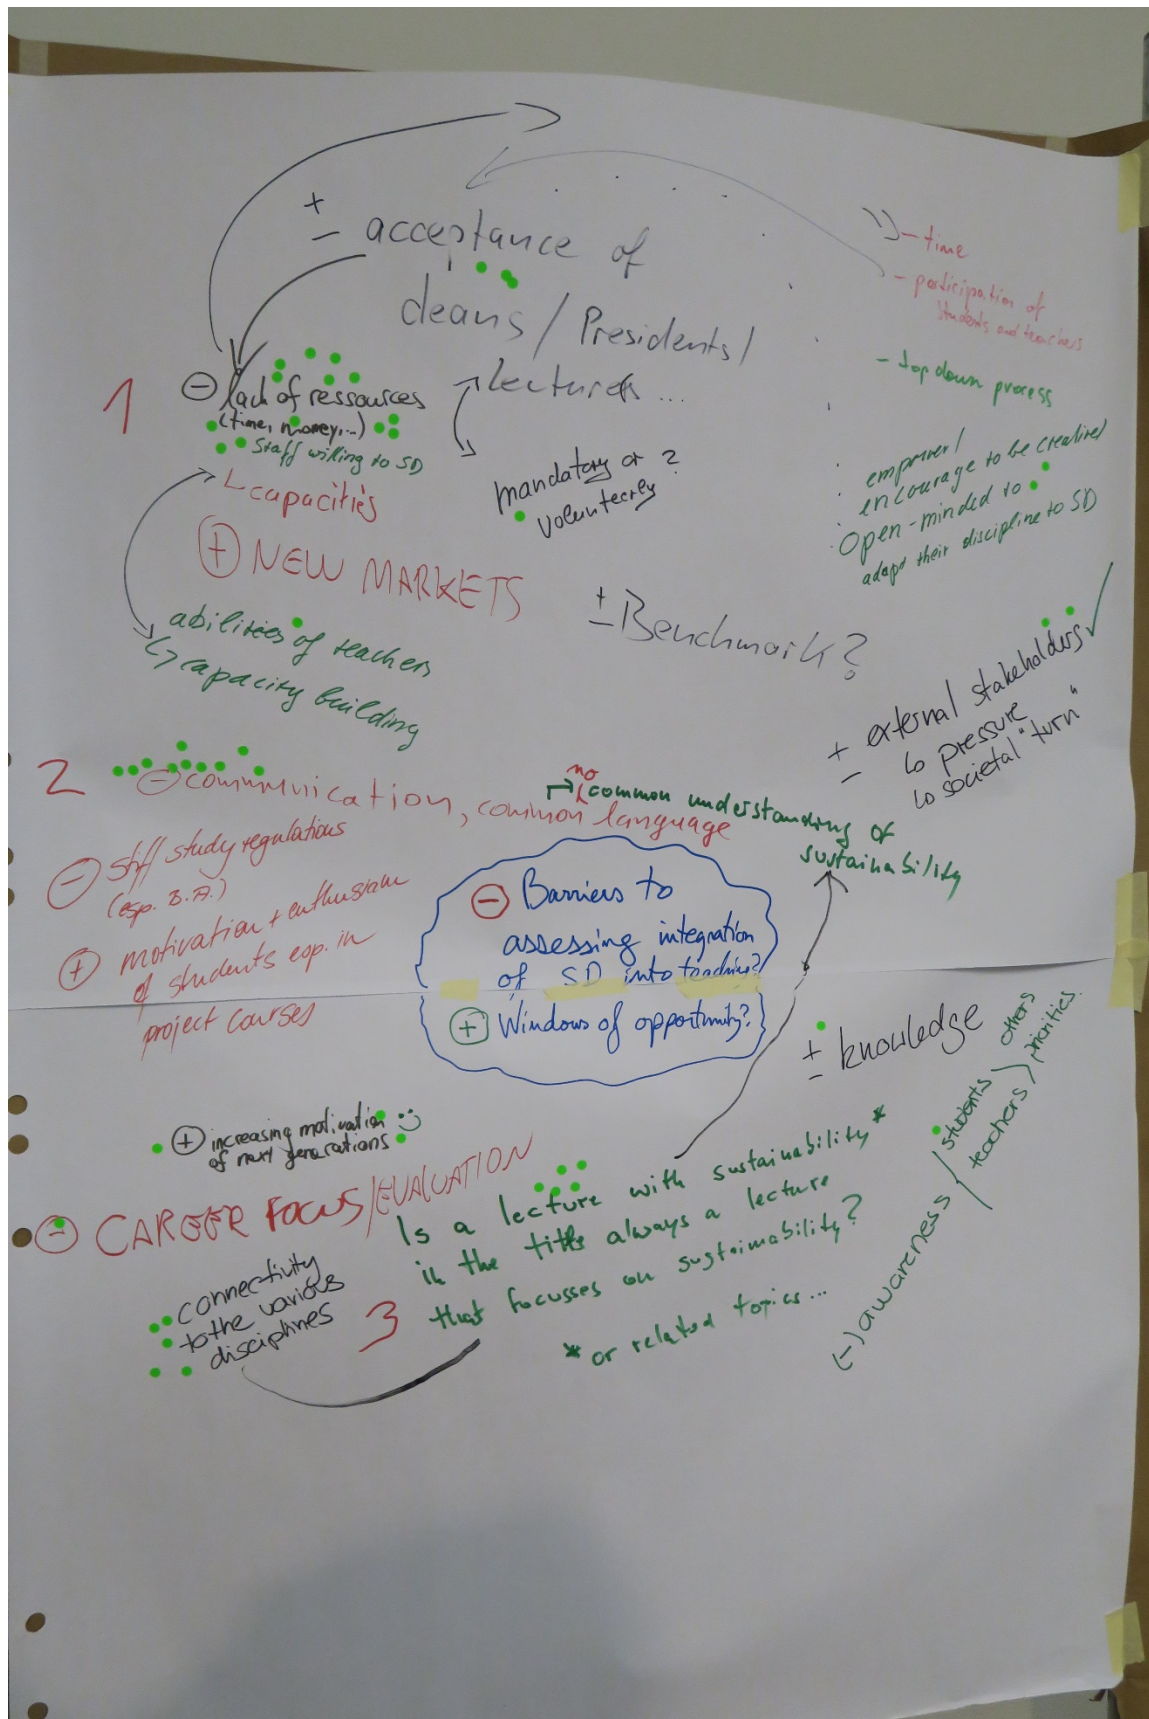 +
- acceptance of
deans / Presidents /
Lectures ...
- time
- participation of
students and teachers
- top down process
1
- lack of ressources
(time, money, ...)
Staff willing to SD
capacities
mandatory or ?
voluntary
empower /
encourage to be creative /
open-minded to
adapt their discipline to SD
+ NEW MARKETS
abilities of teachers
capacity building
+
- Benchmark?
+
- external stakeholders ✓
pressure
societal "turn"
2
- communication, common language
no
common understanding of
sustainability
- stiff study regulations
(esp. B.A.)
+ motivation + enthusiasm
of students esp. in
project courses
- Barriers to
assessing integration
of SD into teaching?
+ Windows of opportunity?
+
- knowledge
+ increasing motivation
of next generations
- CAREER FOCUS/EVALUATION
Is a lecture with sustainability*
in the title always a lecture
that focusses on sustainability?
* or related topics ...
connectivity
to the various
disciplines
3
(-) awareness
students
teachers
others
priorities